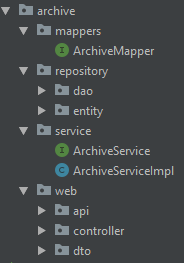 archive
mappers
ArchiveMapper
repository
dao
entity
service
ArchiveService
ArchiveServiceImpl
web
api
controller
dto